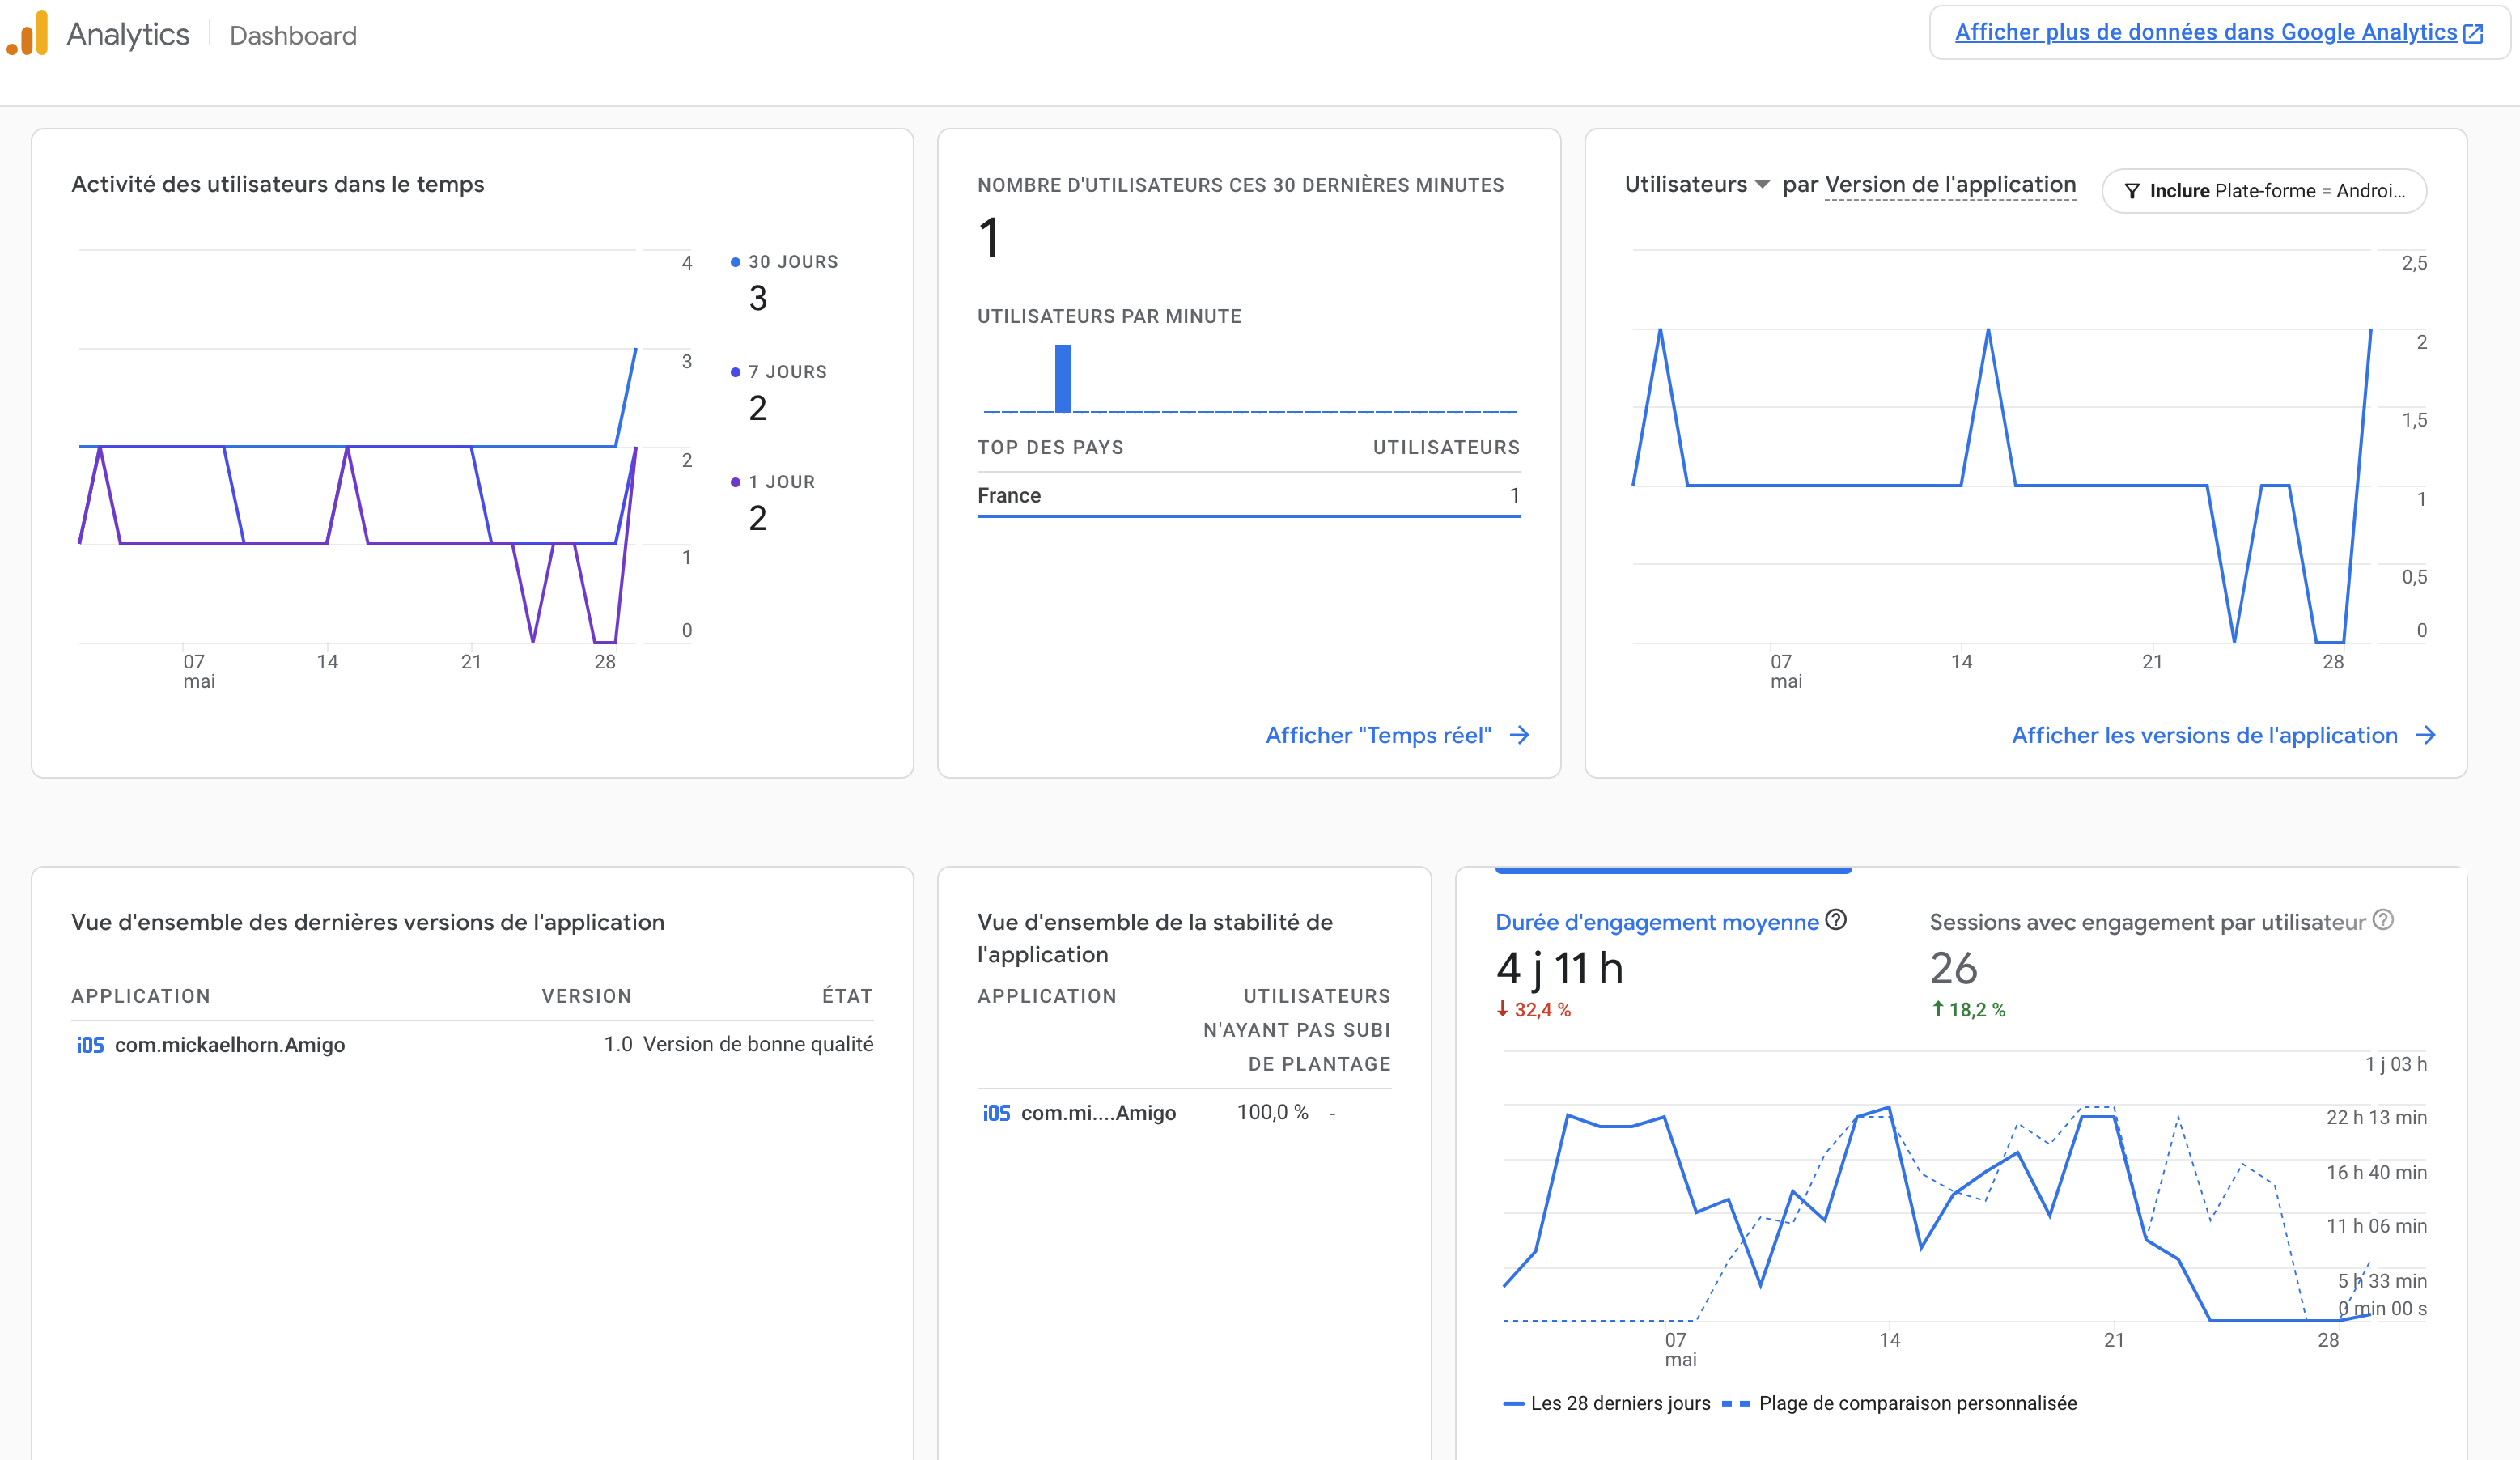 Analytics
Dashboard
Afficher plus de données dans Google Analytics
Activité des utilisateurs dans le temps
4
3
2
1
0
07
mai
14
21
28
30 JOURS
3
7 JOURS
2
1 JOUR
2
NOMBRE D'UTILISATEURS CES 30 DERNIÈRES MINUTES
1
UTILISATEURS PAR MINUTE
TOP DES PAYS UTILISATEURS
France 1
Afficher "Temps réel"
Utilisateurs par Version de l'application
Inclure Plate-forme = Androi...
2,5
2
1,5
1
0,5
0
07
mai
14
21
28
Afficher les versions de l'application
Vue d'ensemble des dernières versions de l'application
APPLICATION VERSION ÉTAT
iOS com.mickaelhorn.Amigo 1.0 Version de bonne qualité
Vue d'ensemble de la stabilité de
l'application
APPLICATION UTILISATEURS
N'AYANT PAS SUBI
DE PLANTAGE
iOS com.mi....Amigo 100,0 % -
Durée d'engagement moyenne
4 j 11 h
32,4 %
Sessions avec engagement par utilisateur
26
18,2 %
1 j 03 h
22 h 13 min
16 h 40 min
11 h 06 min
5 h 33 min
0 min 00 s
07
mai
14
21
28
Les 28 derniers jours Plage de comparaison personnalisée